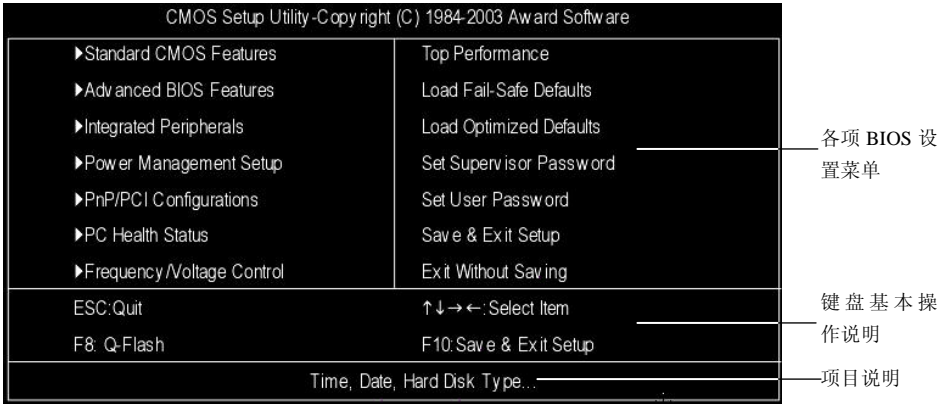 CMOS Setup Utility-Copyright (C) 1984-2003 Award Software
▶Standard CMOS Features
▶Advanced BIOS Features
▶Integrated Peripherals
▶Power Management Setup
▶PnP/PCI Configurations
▶PC Health Status
▶Frequency/Voltage Control
Top Performance
Load Fail-Safe Defaults
Load Optimized Defaults
Set Supervisor Password
Set User Password
Save & Exit Setup
Exit Without Saving
各项 BIOS 设
置菜单
ESC:Quit
↑↓→←:Select Item
F8: Q-Flash
F10:Save & Exit Setup
键盘基本操
作说明
Time, Date, Hard Disk Type...
项目说明